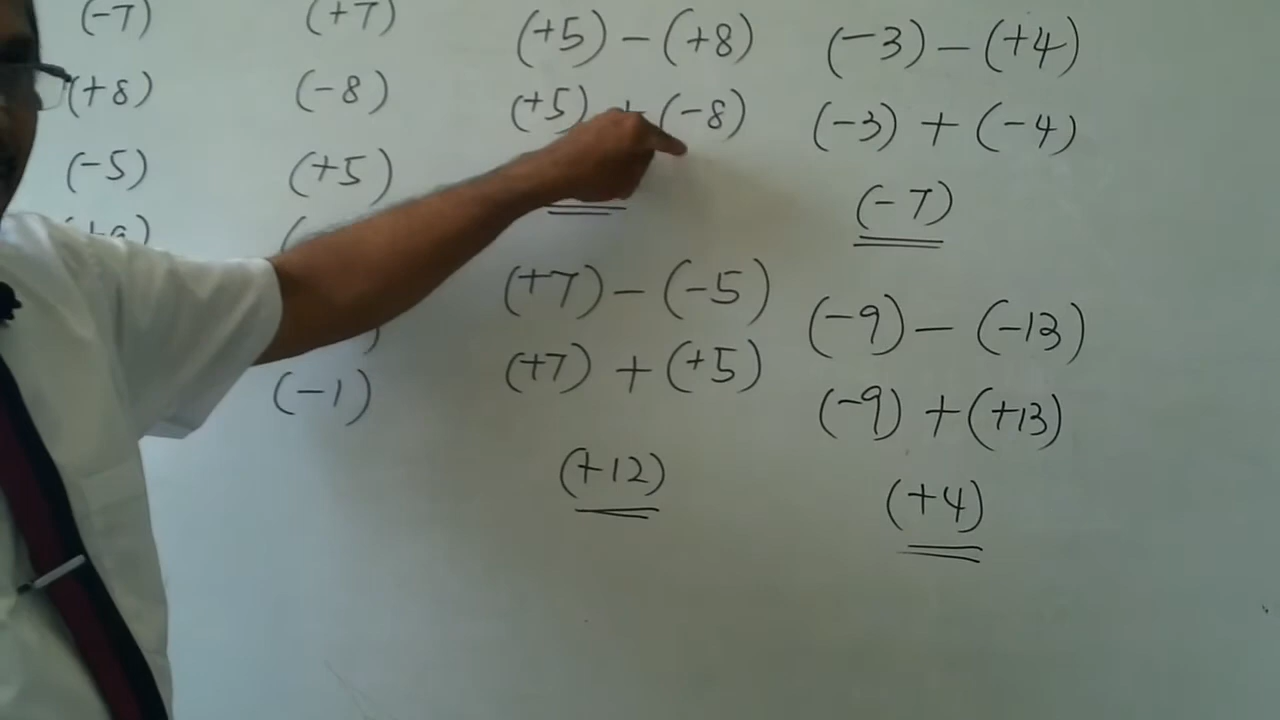 (-7) (+7)
(+8) (-8)
(-5) (+5)
(-1)
(+5) - (+8)
(+5) + (-8)
(+7) - (-5)
(+7) + (+5)
(+12)
(-3) - (+4)
(-3) + (-4)
(-7)
(-9) - (-13)
(-9) + (+13)
(+4)